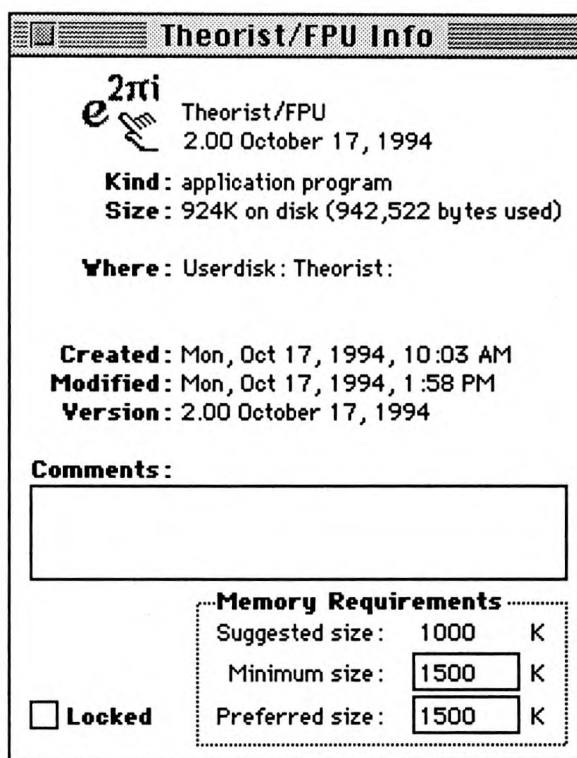 Theorist/FPU Info
e2πi
Theorist/FPU
2.00 October 17, 1994
Kind: application program
Size: 924K on disk (942,522 bytes used)
Where: Userdisk: Theorist:
Created: Mon, Oct 17, 1994, 10:03 AM
Modified: Mon, Oct 17, 1994, 1:58 PM
Version: 2.00 October 17, 1994
Comments:
Memory Requirements
Suggested size: 1000 K
Minimum size: 1500 K
Locked Preferred size: 1500 K